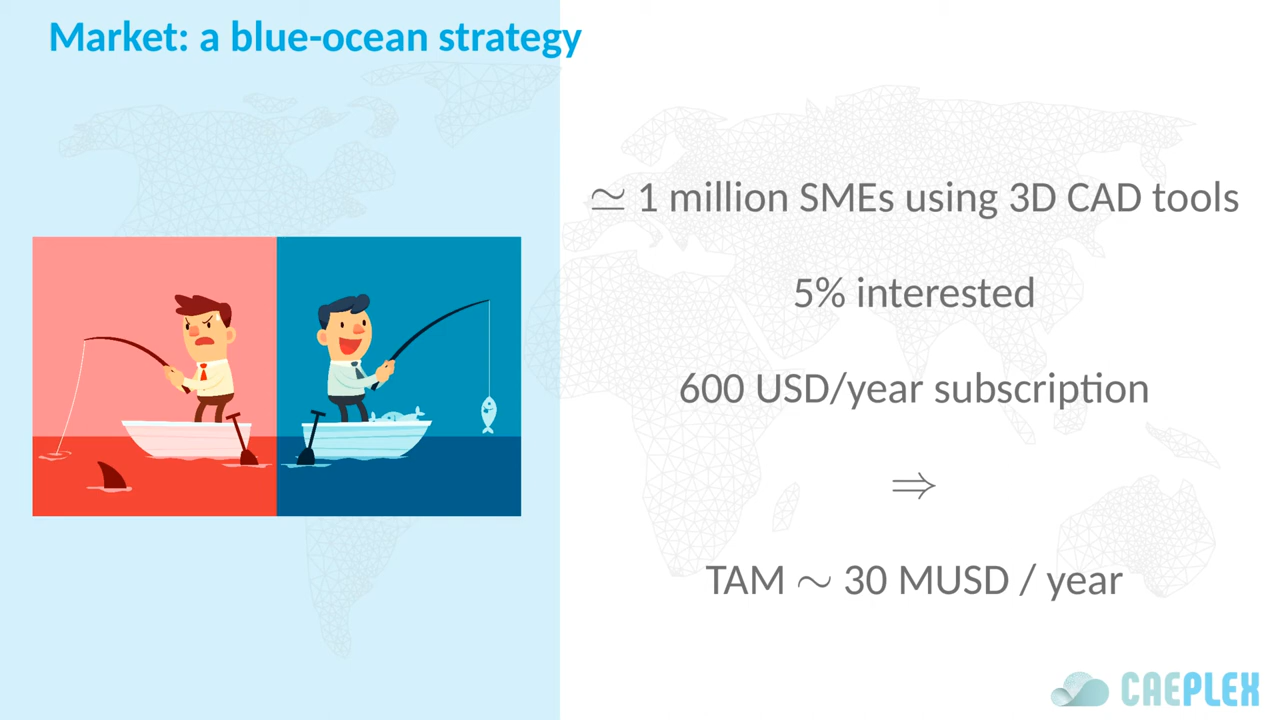 Market: a blue-ocean strategy
≃ 1 million SMEs using 3D CAD tools
5% interested
600 USD/year subscription
⇒
TAM ∼ 30 MUSD / year
CAEPLEX